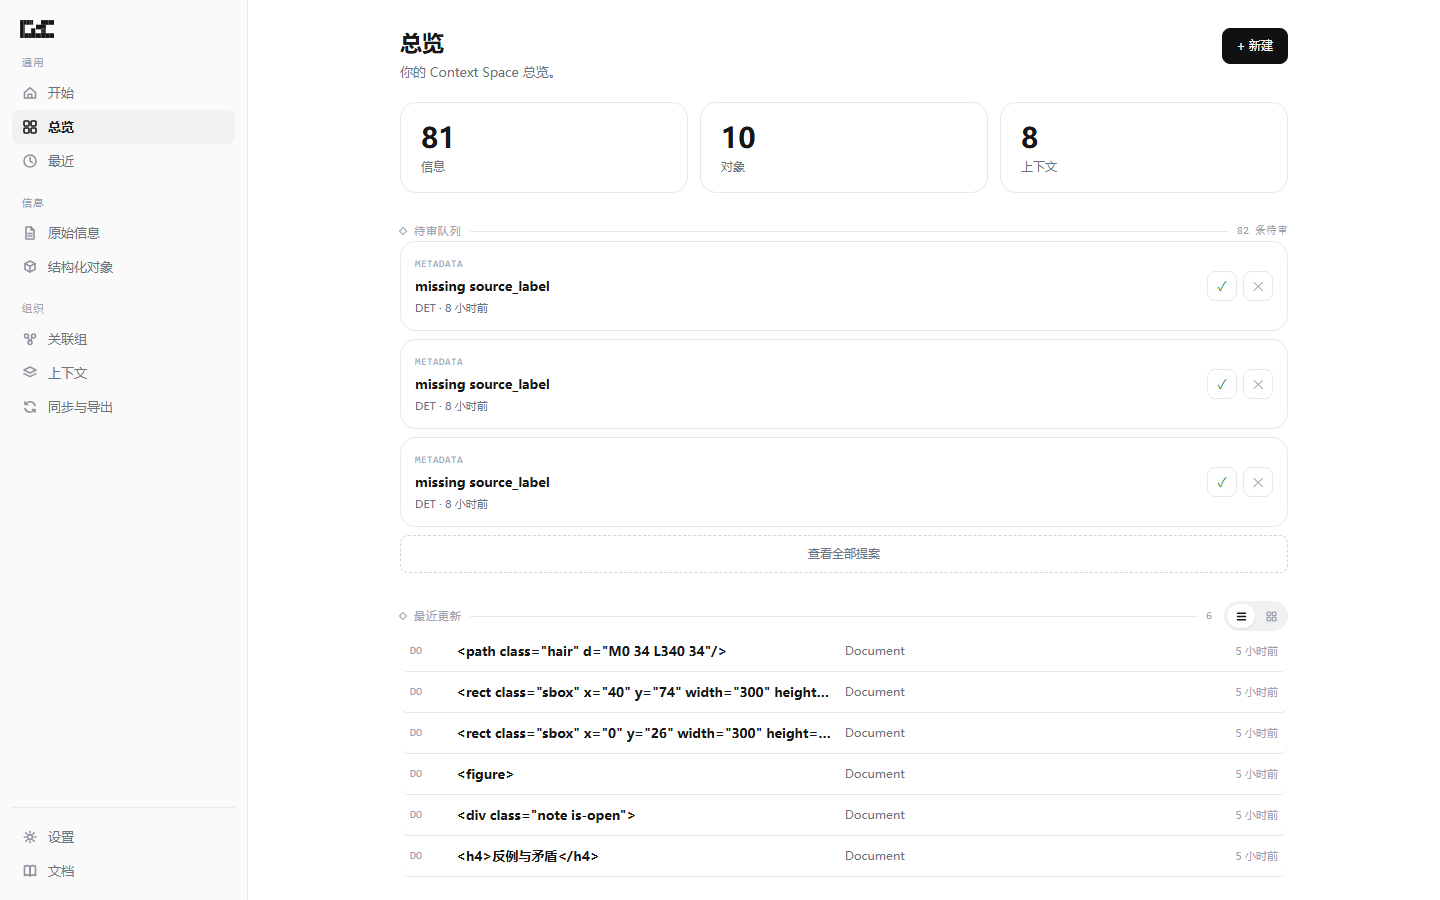 通用
开始
总览
最近
信息
原始信息
结构化对象
组织
关联组
上下文
同步与导出
设置
文档
总览
你的 Context Space 总览。
+ 新建
81
信息
10
对象
8
上下文
待审队列
82 条待审
METADATA
missing source_label
DET · 8 小时前
✓ ×
METADATA
missing source_label
DET · 8 小时前
✓ ×
METADATA
missing source_label
DET · 8 小时前
✓ ×
查看全部提案
最近更新
6
DO <path class="hair" d="M0 34 L340 34"/> Document 5 小时前
DO <rect class="sbox" x="40" y="74" width="300" height... Document 5 小时前
DO <rect class="sbox" x="0" y="26" width="300" height=... Document 5 小时前
DO <figure> Document 5 小时前
DO <div class="note is-open"> Document 5 小时前
DO <h4>反例与矛盾</h4> Document 5 小时前